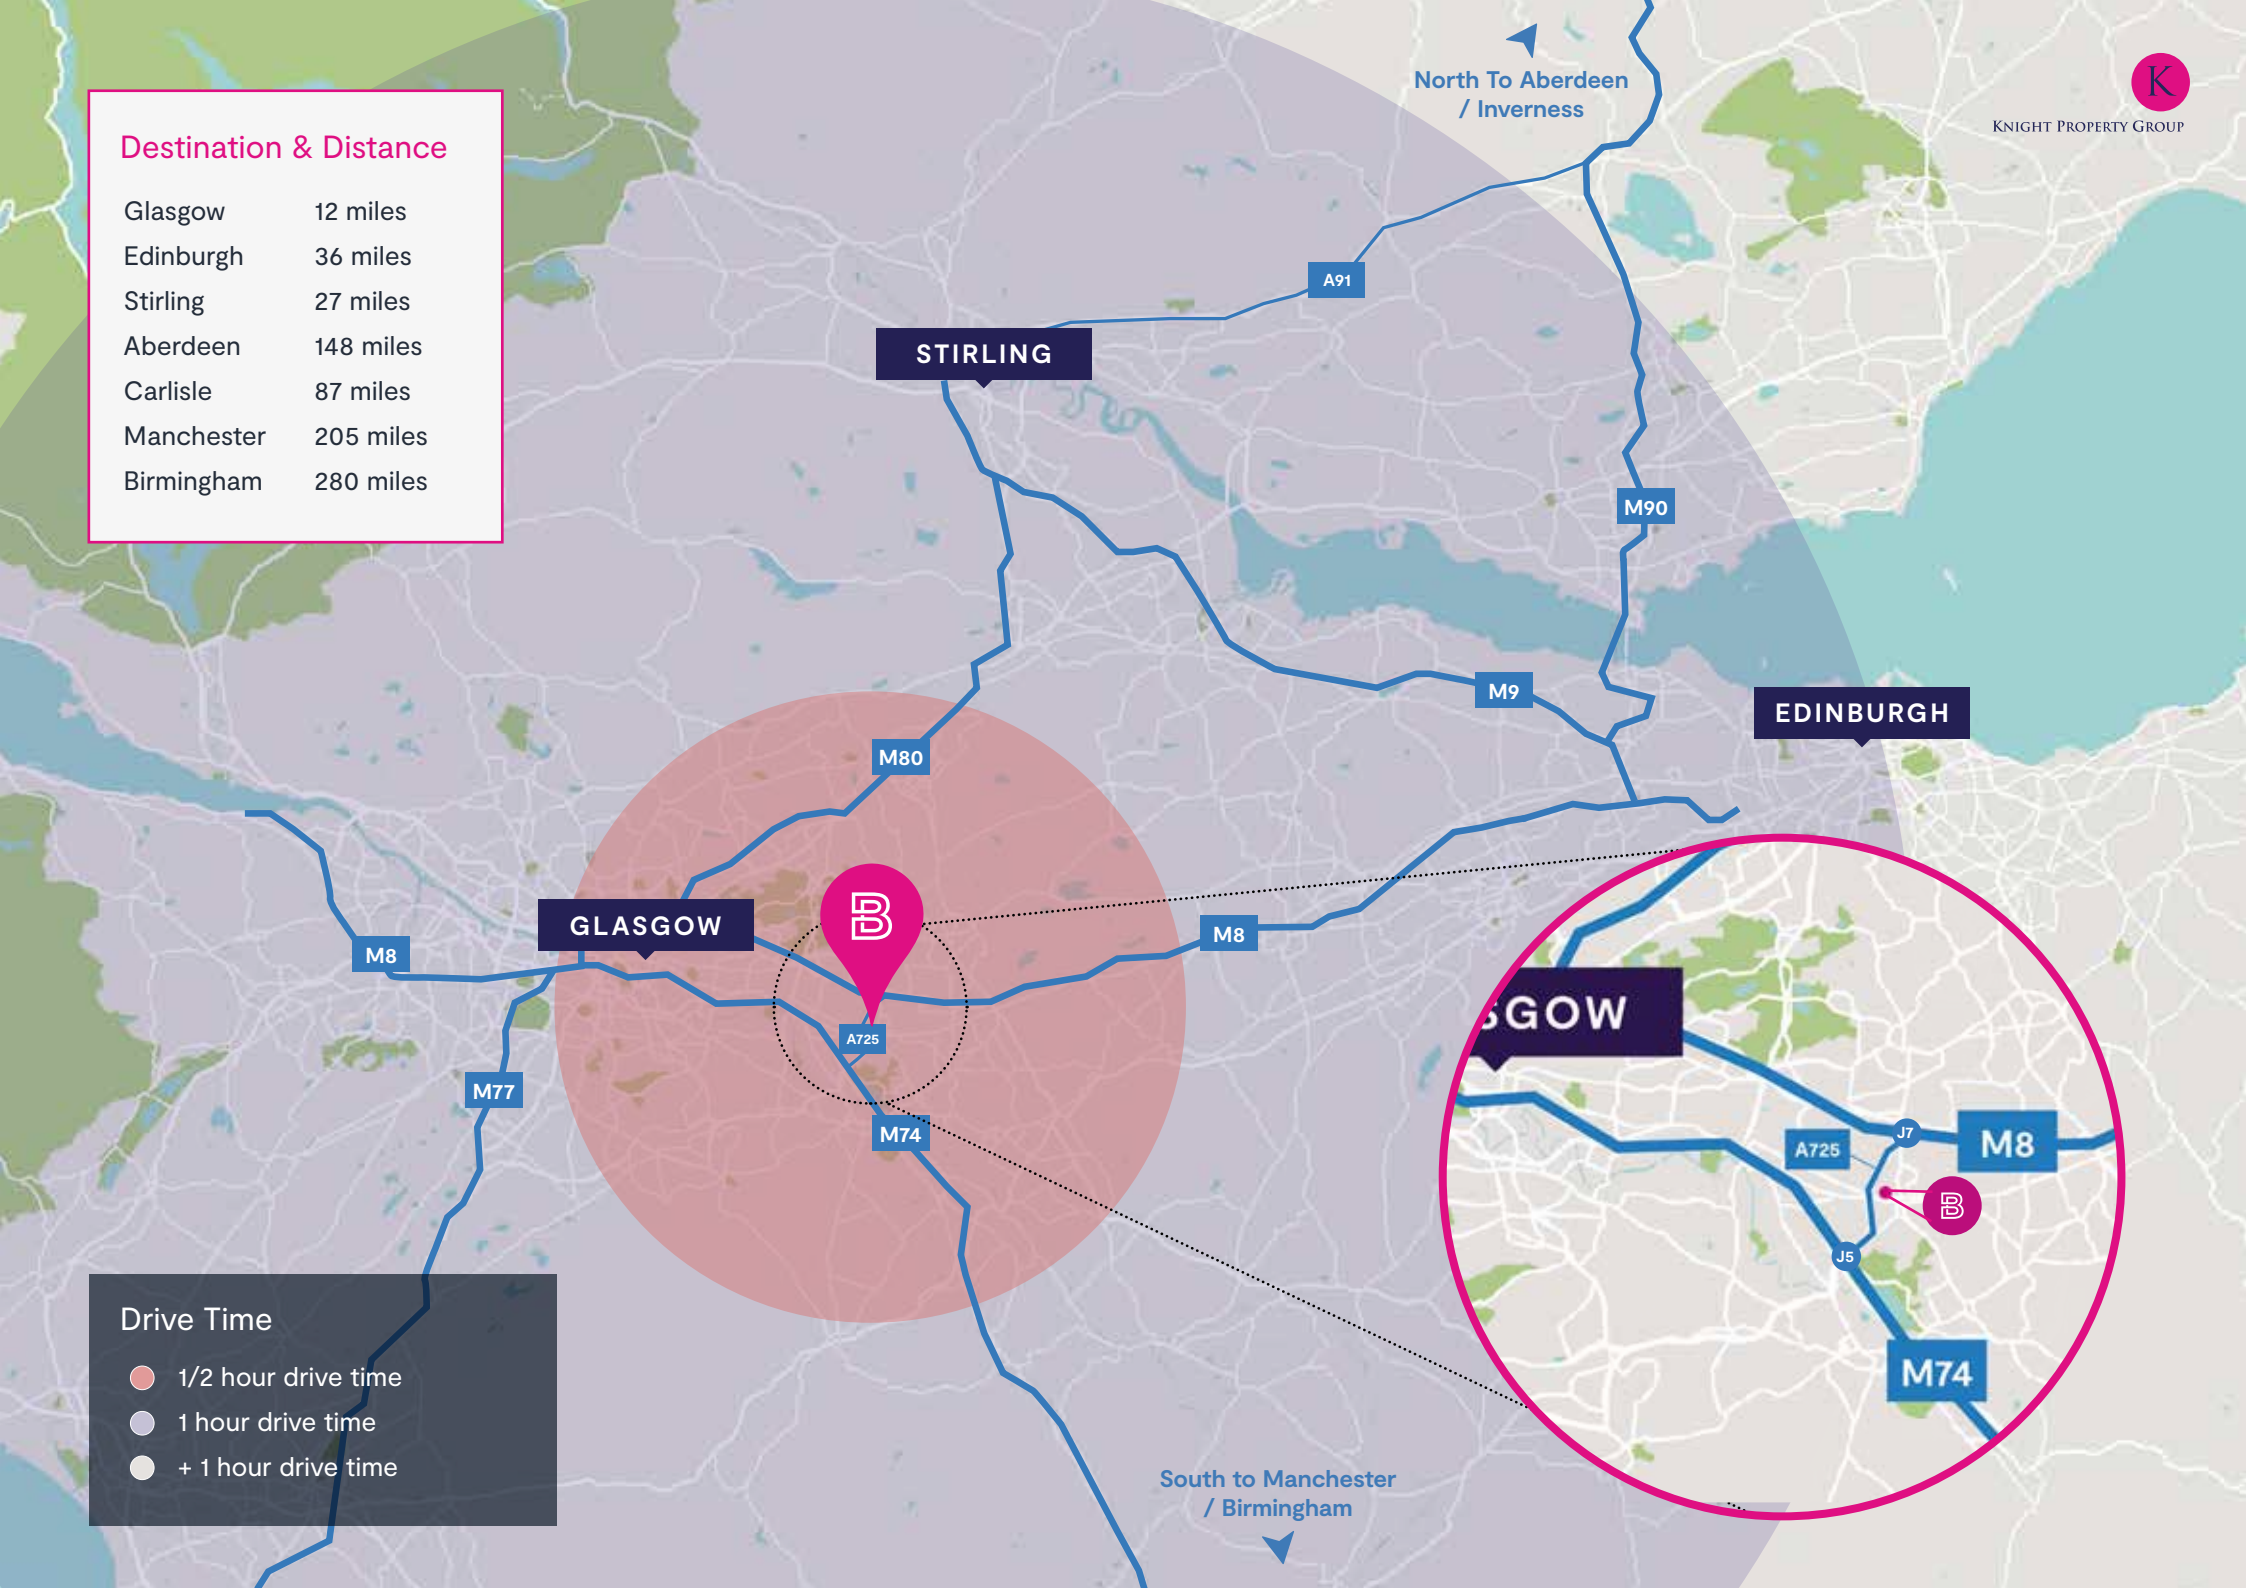 North To Aberdeen
/ Inverness
K
KNIGHT PROPERTY GROUP
Destination & Distance
Glasgow 12 miles
Edinburgh 36 miles
Stirling 27 miles
Aberdeen 148 miles
Carlisle 87 miles
Manchester 205 miles
Birmingham 280 miles
A91
STIRLING
M90
M9
EDINBURGH
M80
B
GLASGOW
M8
M8
A725
M77
M74
SGOW
J7
M8
A725
B
J5
M74
Drive Time
1/2 hour drive time
1 hour drive time
+ 1 hour drive time
South to Manchester
/ Birmingham